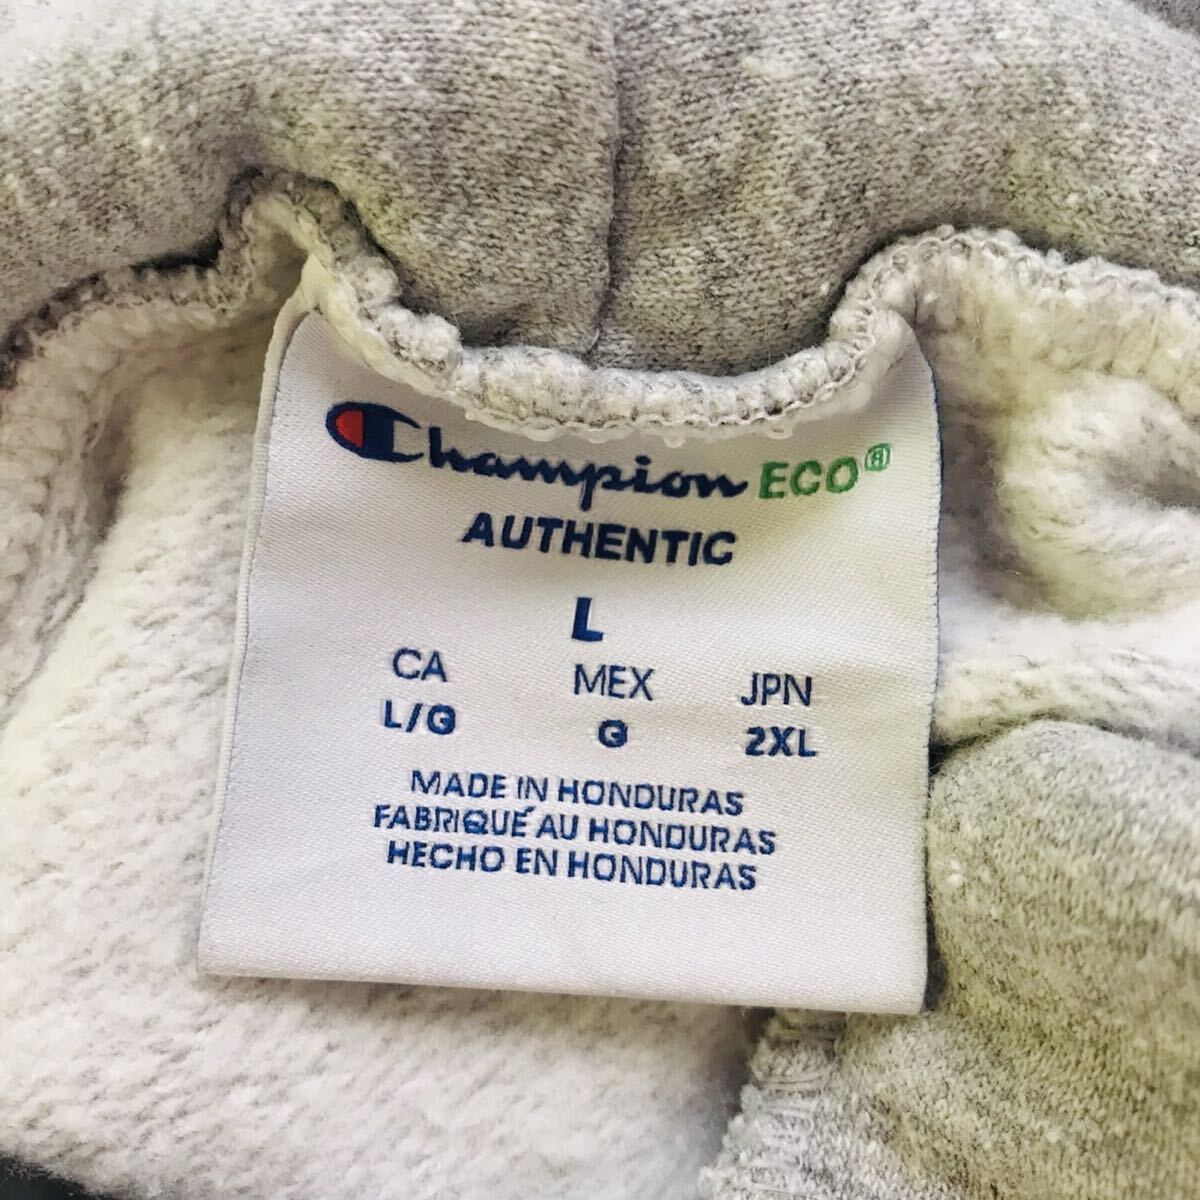 Champion ECO®
AUTHENTIC
L
CA MEX JPN
L/G G 2XL
MADE IN HONDURAS
FABRIQUÉ AU HONDURAS
HECHO EN HONDURAS